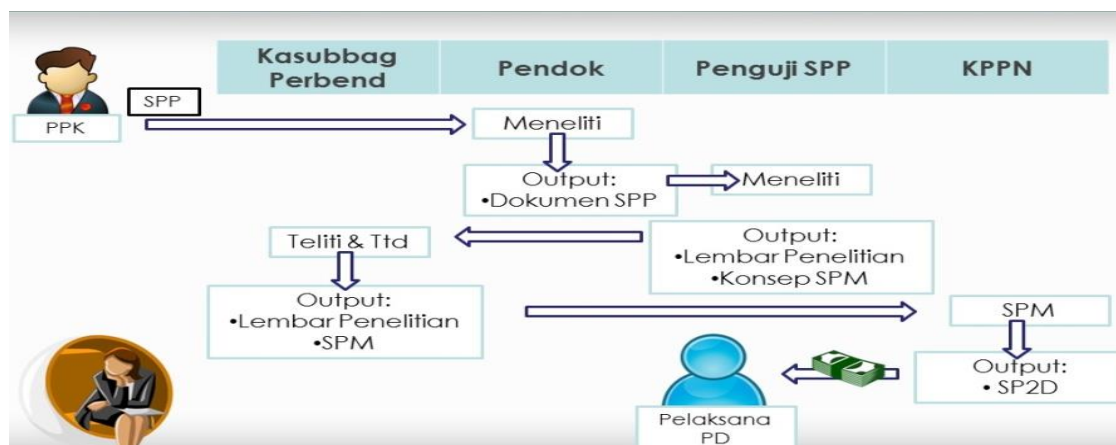 Kasubbag
Perbend
Pendok
Penguji SPP
KPPN
SPP
PPK
Meneliti
Output:
•Dokumen SPP
Meneliti
Teliti & Ttd
Output:
•Lembar Penelitian
•Konsep SPM
Output:
•Lembar Penelitian
•SPM
SPM
Output:
• SP2D
Pelaksana
PD